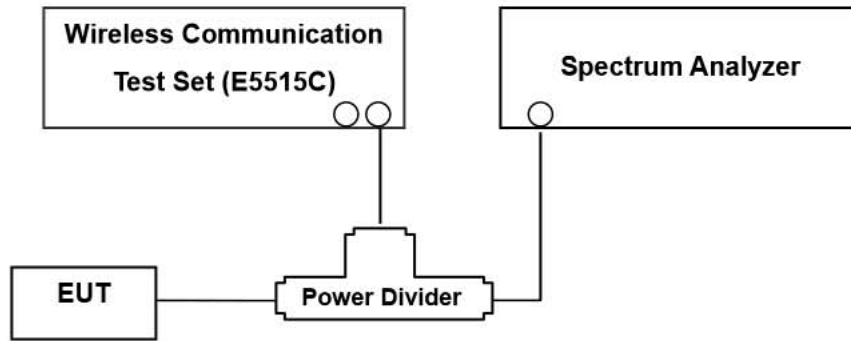 Wireless Communication
Test Set (E5515C)
Spectrum Analyzer
EUT
Power Divider